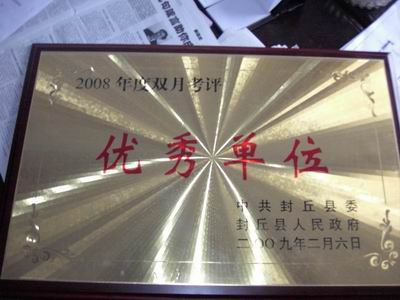 2008年度双月考评
优秀单位
中共封丘县委
封丘县人民政府
二〇〇九年二月六日